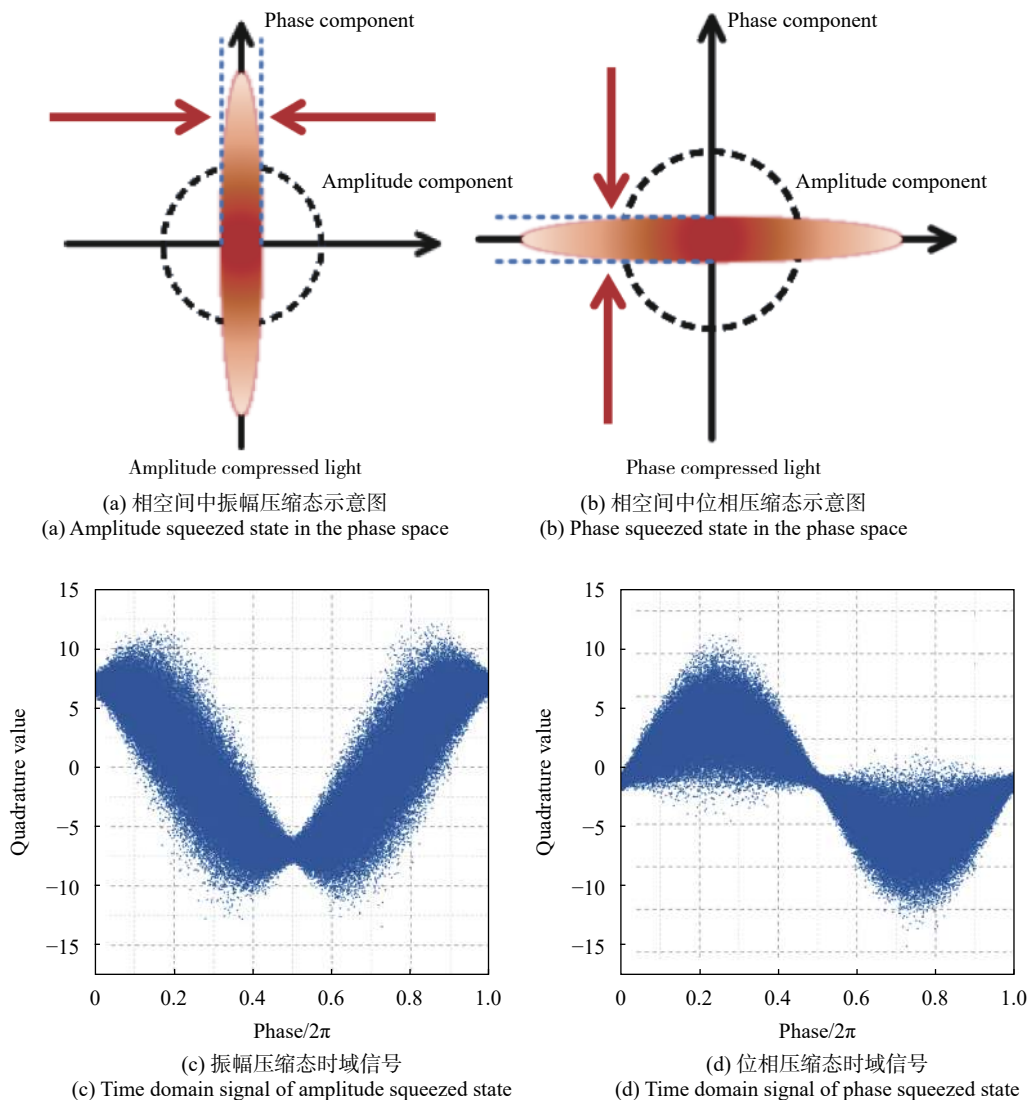 Phase component
Amplitude component
Amplitude compressed light
(a) 相空间中振幅压缩态示意图
(a) Amplitude squeezed state in the phase space
Phase component
Amplitude component
Phase compressed light
(b) 相空间中位相压缩态示意图
(b) Phase squeezed state in the phase space
15
10
5
0
−5
−10
−15
Quadrature value
0 0.2 0.4 0.6 0.8 1.0
Phase/2π
(c) 振幅压缩态时域信号
(c) Time domain signal of amplitude squeezed state
15
10
5
0
−5
−10
−15
Quadrature value
0 0.2 0.4 0.6 0.8 1.0
Phase/2π
(d) 位相压缩态时域信号
(d) Time domain signal of phase squeezed state